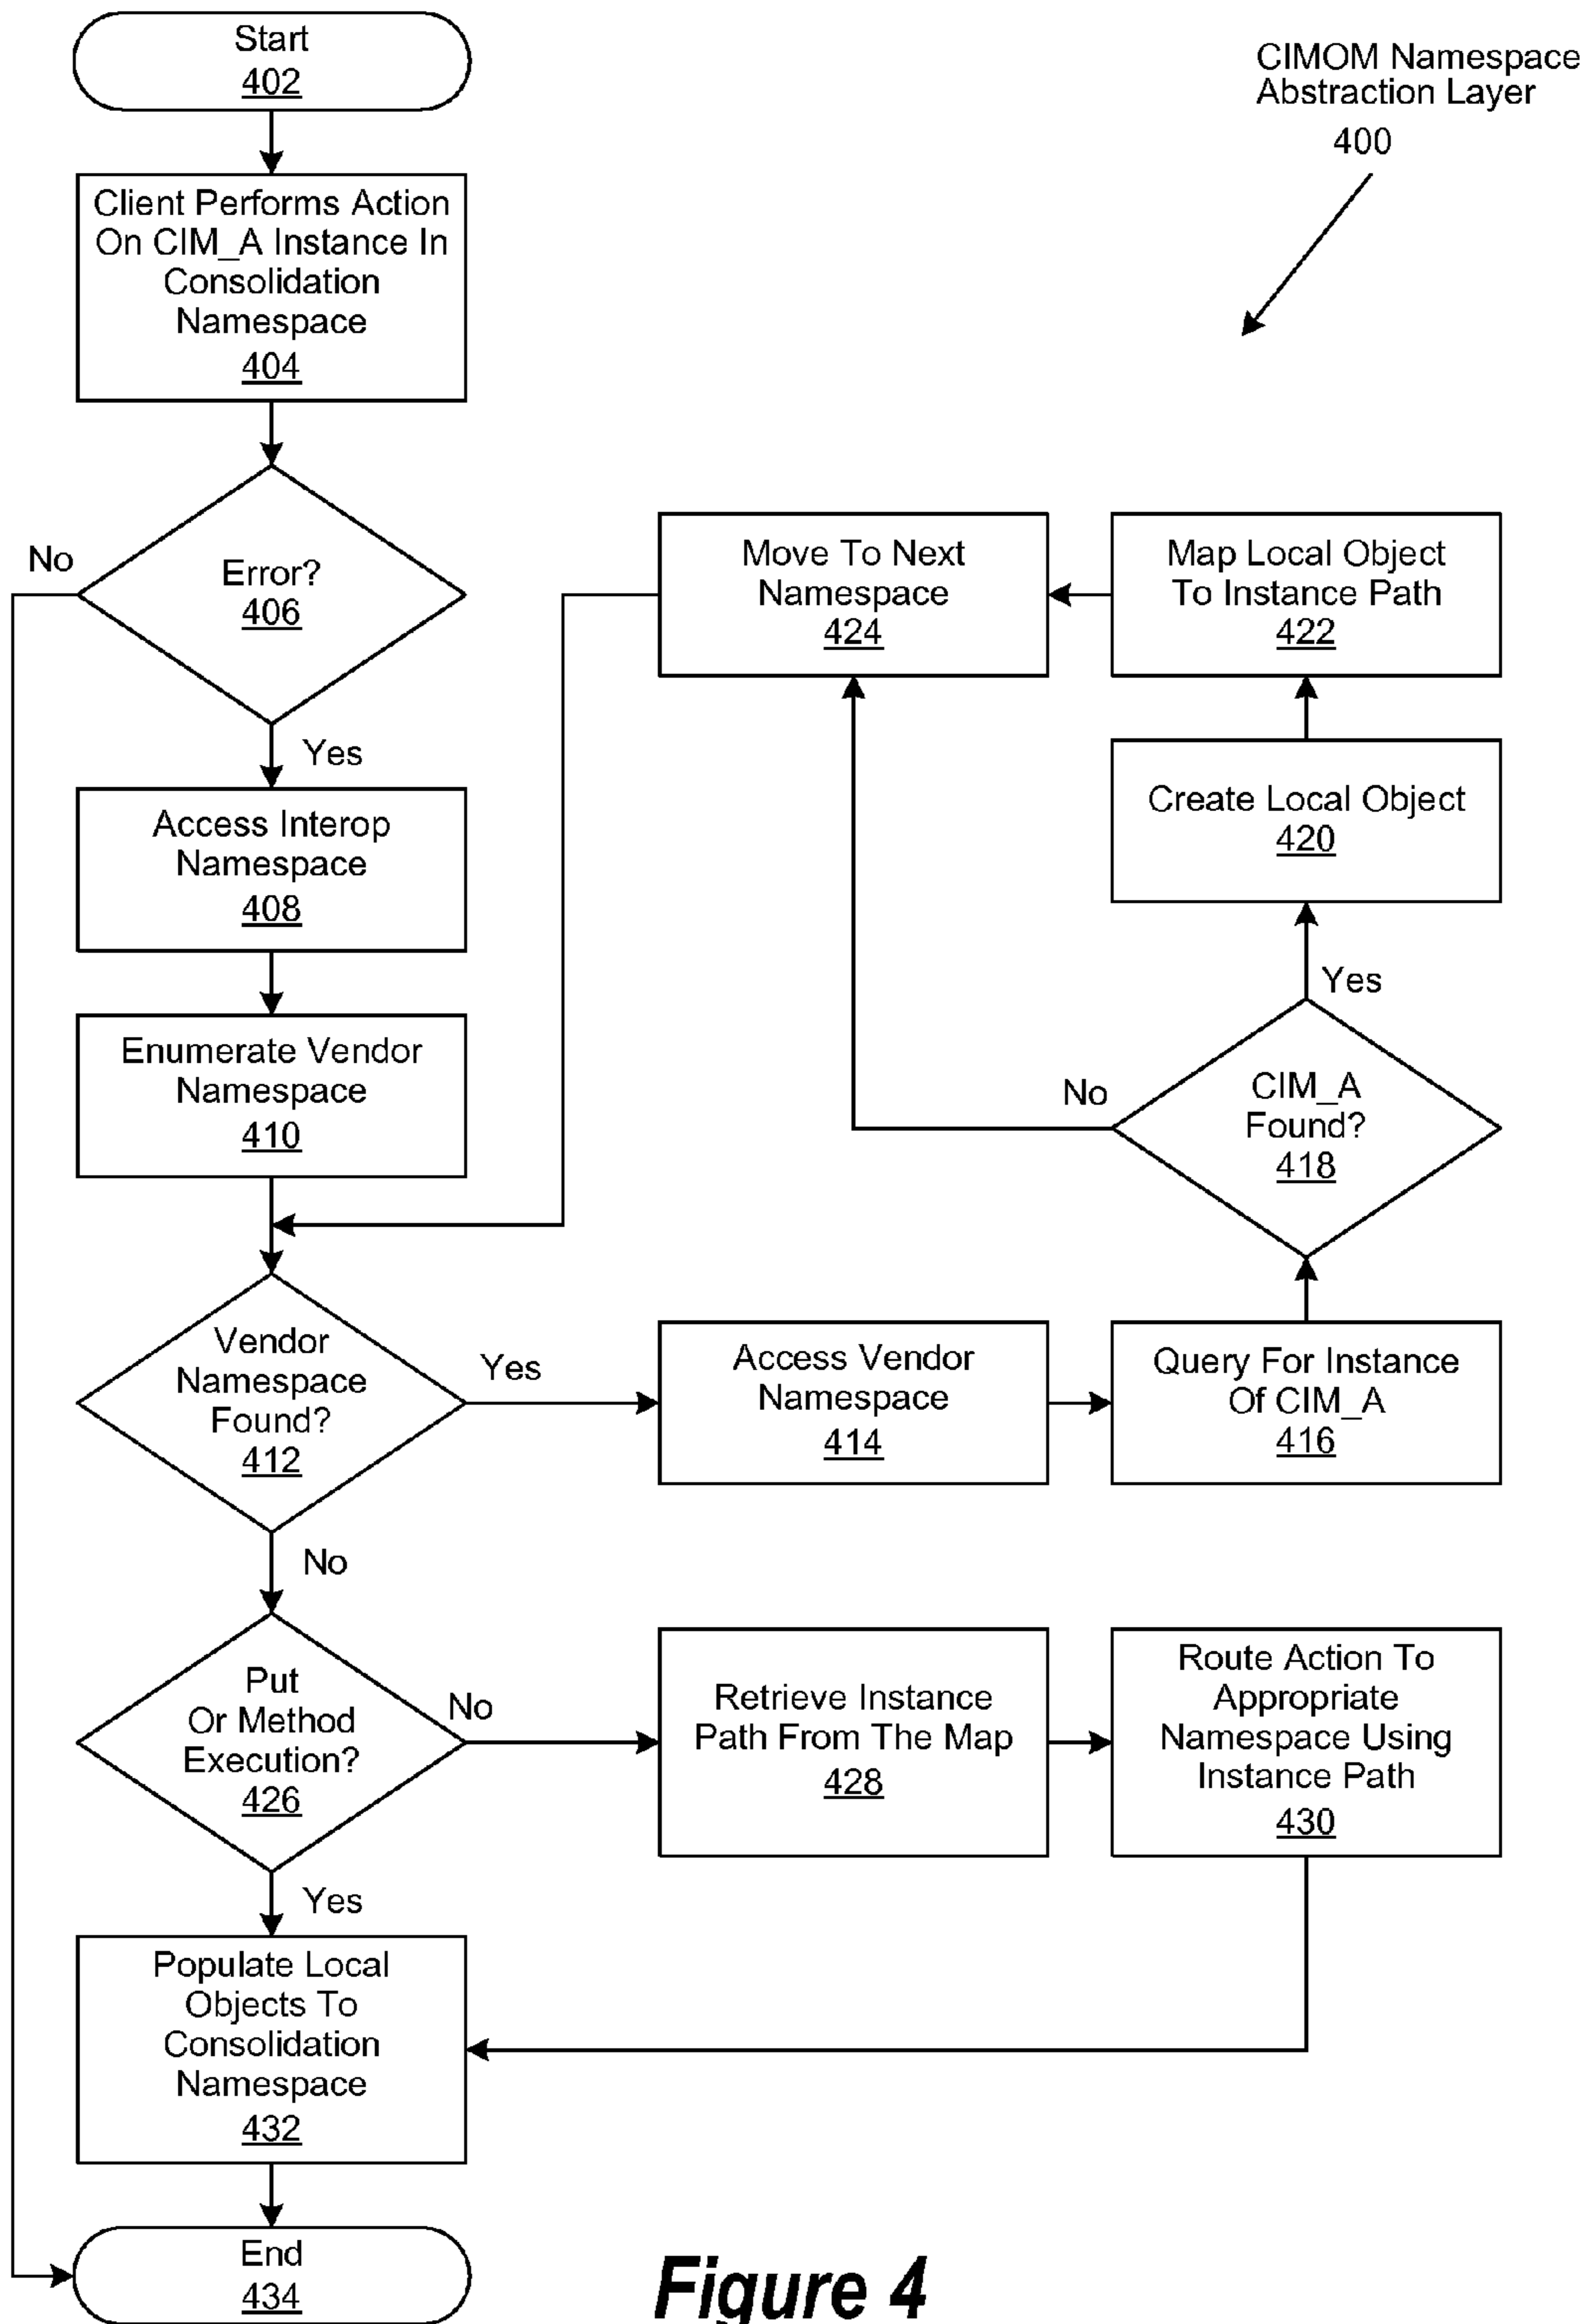 Start
402
CIMOM Namespace
Abstraction Layer
400
Client Performs Action
On CIM_A Instance In
Consolidation
Namespace
404
No
Error?
406
Yes
Move To Next
Namespace
424
Map Local Object
To Instance Path
422
Create Local Object
420
Access Interop
Namespace
408
Yes
Enumerate Vendor
Namespace
410
No
CIM_A
Found?
418
Vendor
Namespace
Found?
412
Yes
Access Vendor
Namespace
414
Query For Instance
Of CIM_A
416
No
Put
Or Method
Execution?
426
No
Retrieve Instance
Path From The Map
428
Route Action To
Appropriate
Namespace Using
Instance Path
430
Yes
Populate Local
Objects To
Consolidation
Namespace
432
End
434
Figure 4